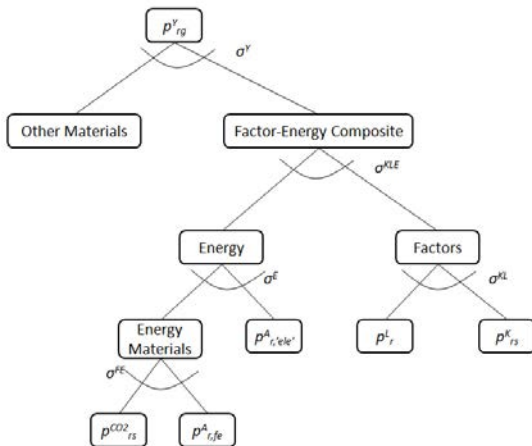 p^Y_rg
σ^Y
Other Materials
Factor-Energy Composite
σ^KLE
Energy
Factors
σ^E
σ^KL
Energy
Materials
p^A_r,'ele'
p^L_r
p^K_rs
σ^FE
p^CO2_rs
p^A_r,fe